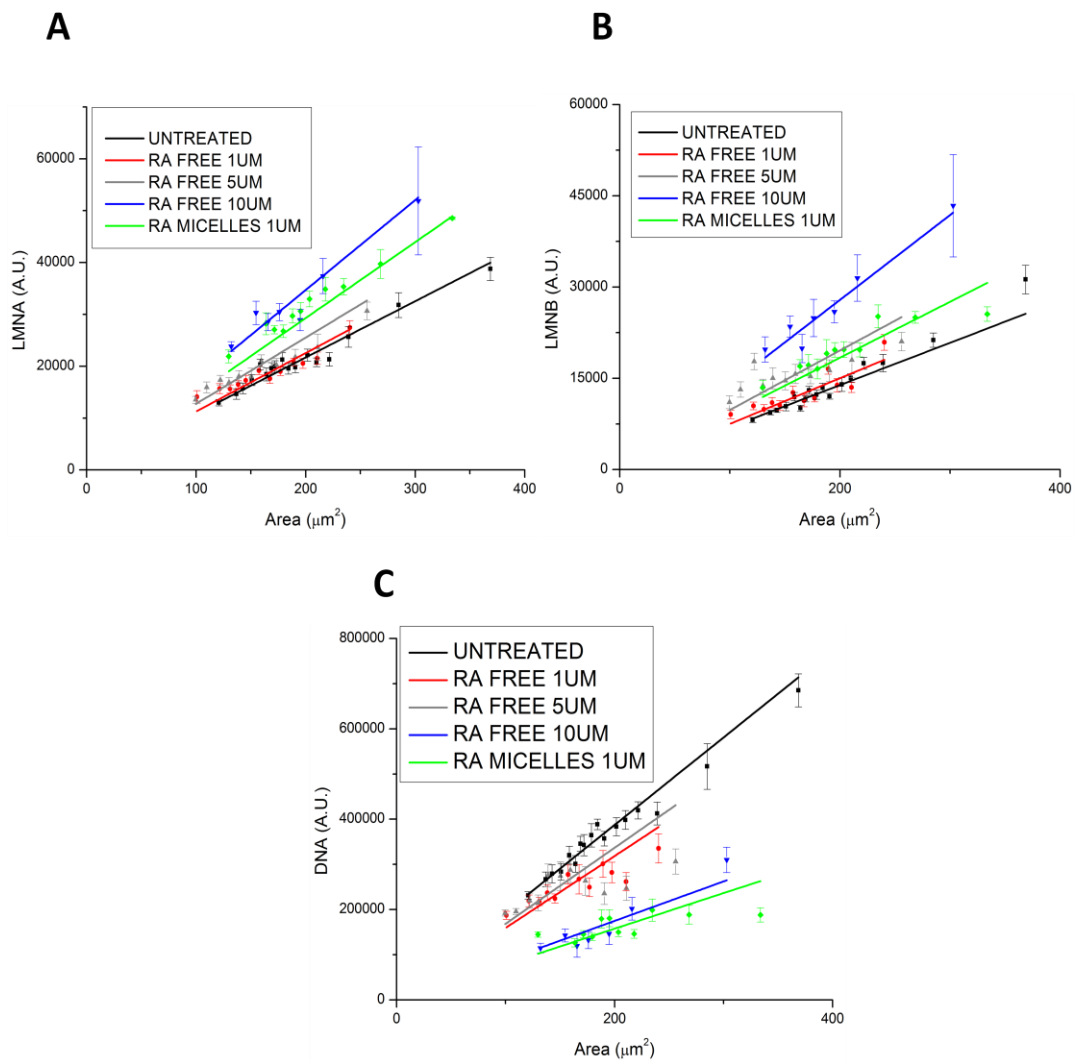 A
LMNA (A.U.)
60000
40000
20000
0
UNTREATED
RA FREE 1UM
RA FREE 5UM
RA FREE 10UM
RA MICELLES 1UM
0
100
200
300
400
Area (μm²)
B
LMNB (A.U.)
60000
45000
30000
15000
0
UNTREATED
RA FREE 1UM
RA FREE 5UM
RA FREE 10UM
RA MICELLES 1UM
0
200
400
Area (μm²)
C
DNA (A.U.)
800000
600000
400000
200000
0
UNTREATED
RA FREE 1UM
RA FREE 5UM
RA FREE 10UM
RA MICELLES 1UM
0
200
400
Area (μm²)